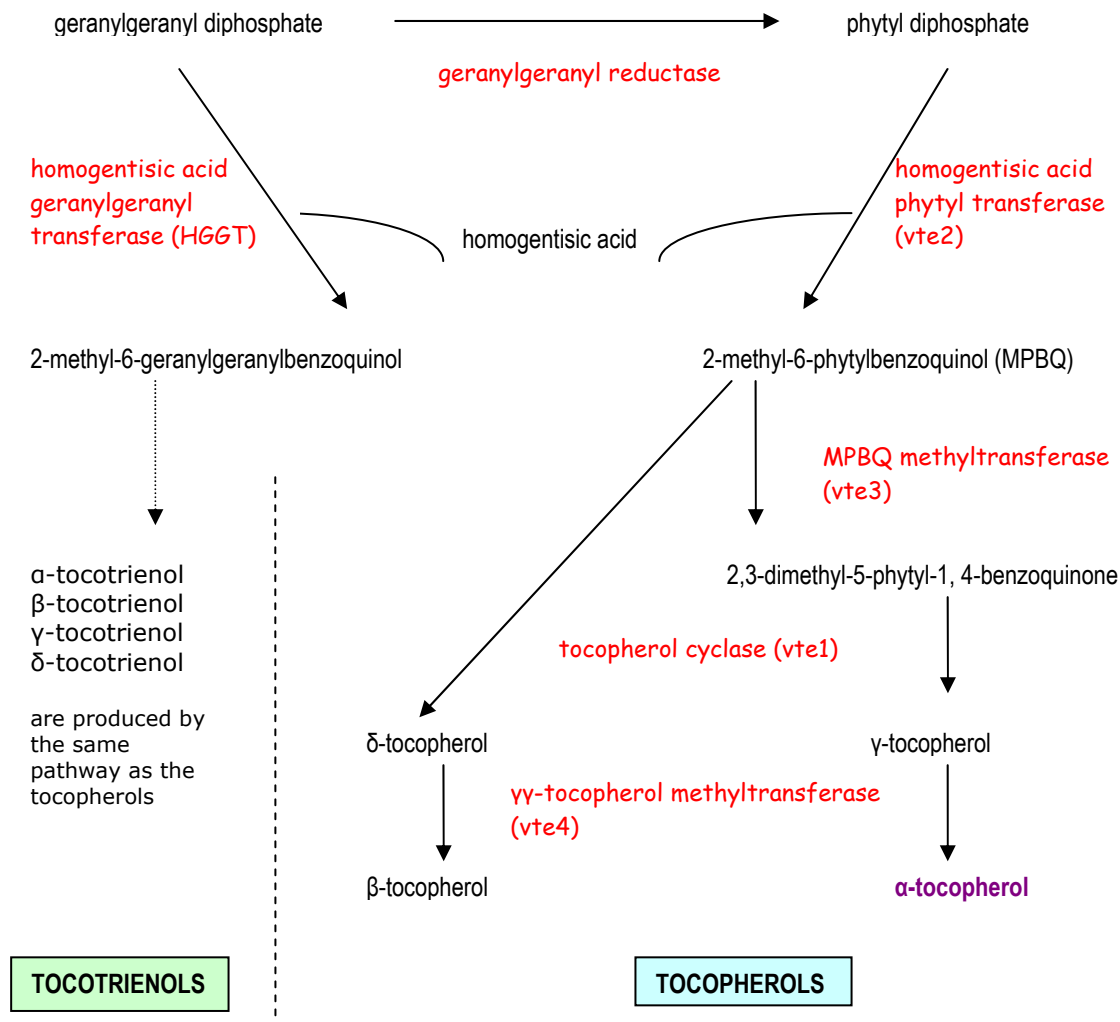 geranylgeranyl diphosphate
phytyl diphosphate
geranylgeranyl reductase
homogentisic acid
geranylgeranyl
transferase (HGGT)
homogentisic acid
homogentisic acid
phytyl transferase
(vte2)
2-methyl-6-geranylgeranylbenzoquinol
2-methyl-6-phytylbenzoquinol (MPBQ)
MPBQ methyltransferase
(vte3)
α-tocotrienol
β-tocotrienol
γ-tocotrienol
δ-tocotrienol
2,3-dimethyl-5-phytyl-1, 4-benzoquinone
tocopherol cyclase (vte1)
are produced by
the same
pathway as the
tocopherols
δ-tocopherol
γ-tocopherol
γγ-tocopherol methyltransferase
(vte4)
β-tocopherol
α-tocopherol
TOCOTRIENOLS
TOCOPHEROLS